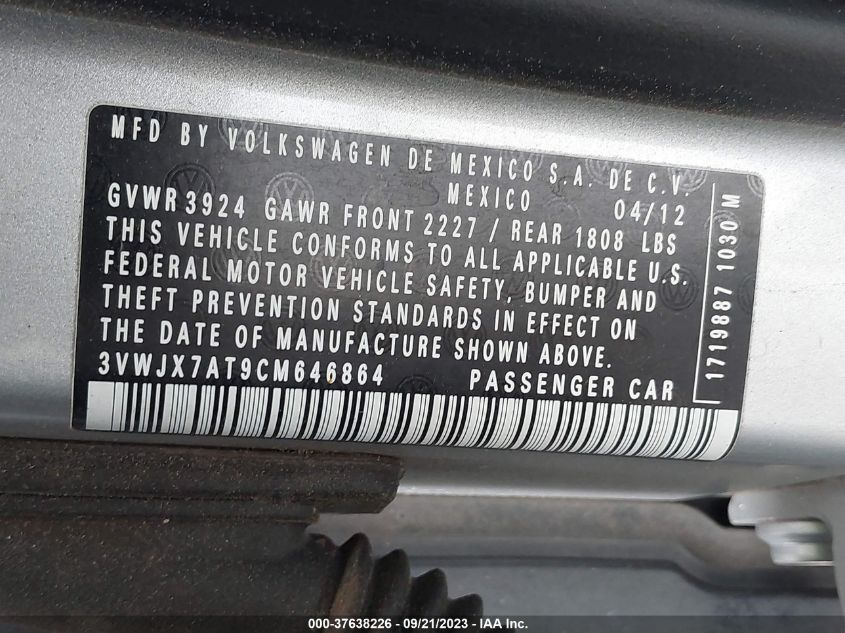 MFD BY VOLKSWAGEN DE MEXICO S.A. DE C.V.
MEXICO 04/12
GVWR 3924 GAWR FRONT 2227 / REAR 1808 LBS
THIS VEHICLE CONFORMS TO ALL APPLICABLE U.S.
FEDERAL MOTOR VEHICLE SAFETY, BUMPER AND
THEFT PREVENTION STANDARDS IN EFFECT ON
THE DATE OF MANUFACTURE SHOWN ABOVE.
3VWJX7AT9CM646864 PASSENGER CAR
1719887 1030 M
000-37638226 - 09/21/2023 - IAA Inc.